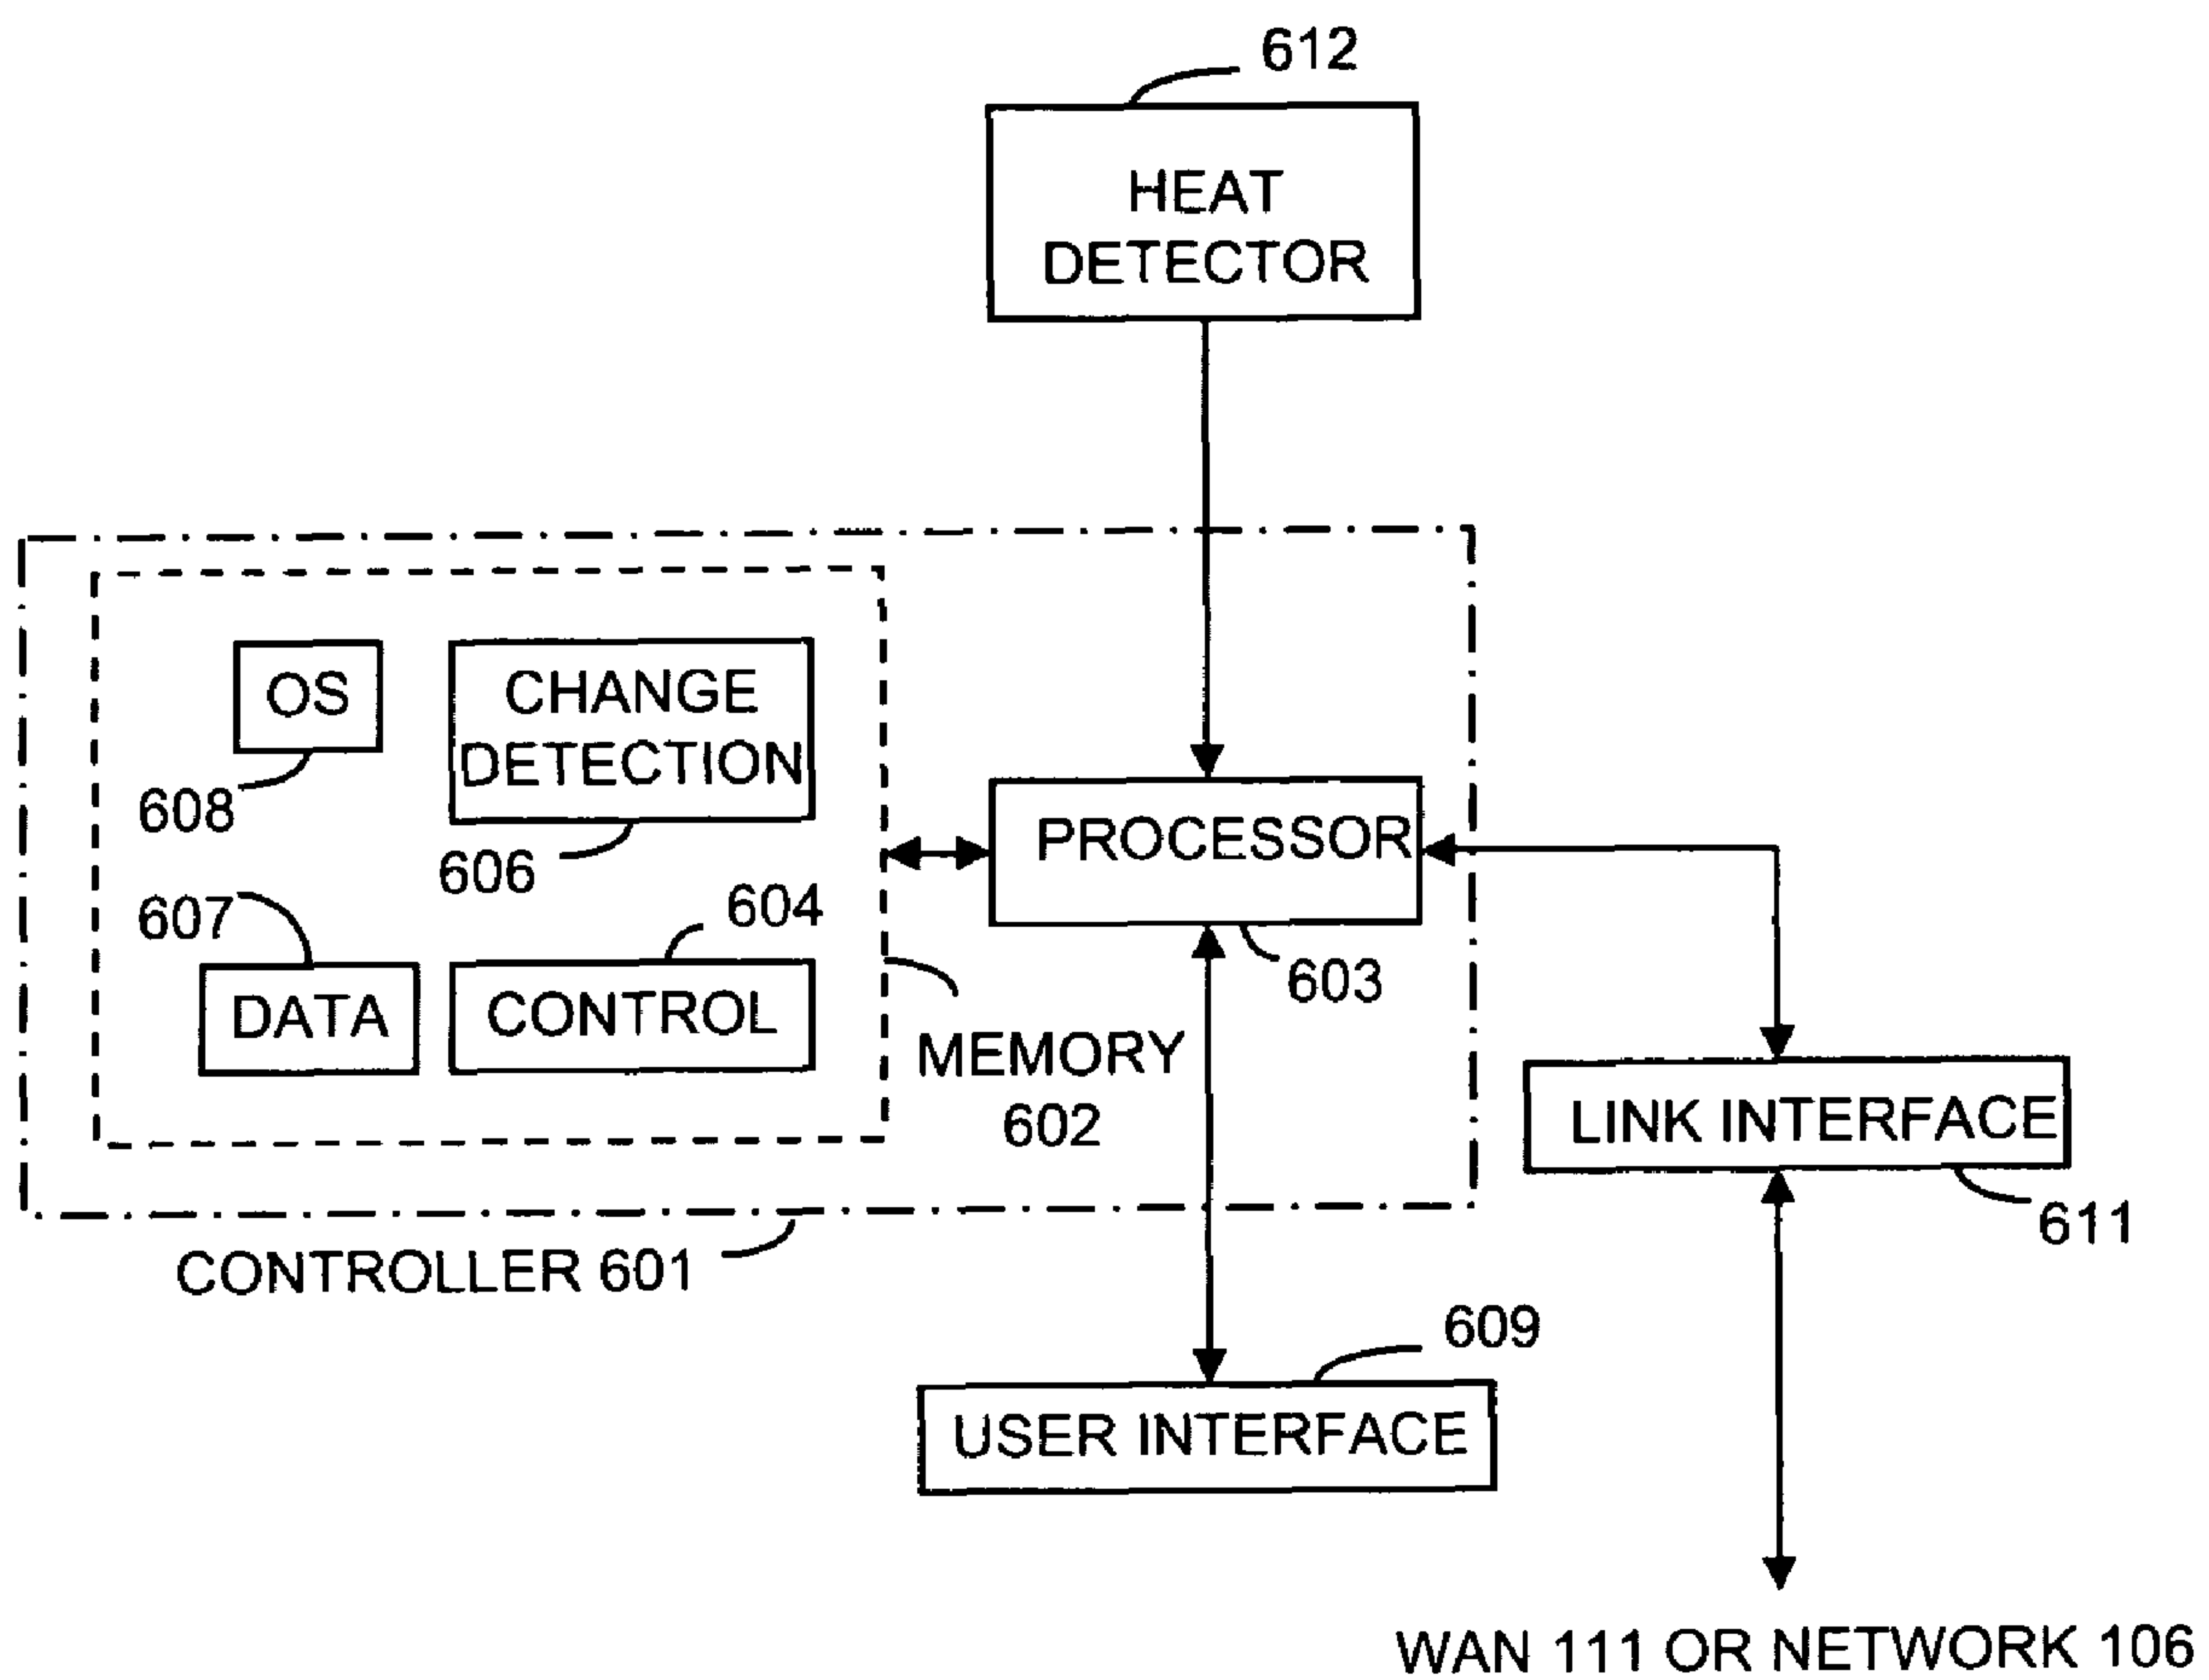 612
HEAT
DETECTOR
OS
CHANGE
DETECTION
608
606
PROCESSOR
607
604
603
DATA
CONTROL
MEMORY
602
LINK INTERFACE
611
CONTROLLER 601
609
USER INTERFACE
WAN 111 OR NETWORK 106